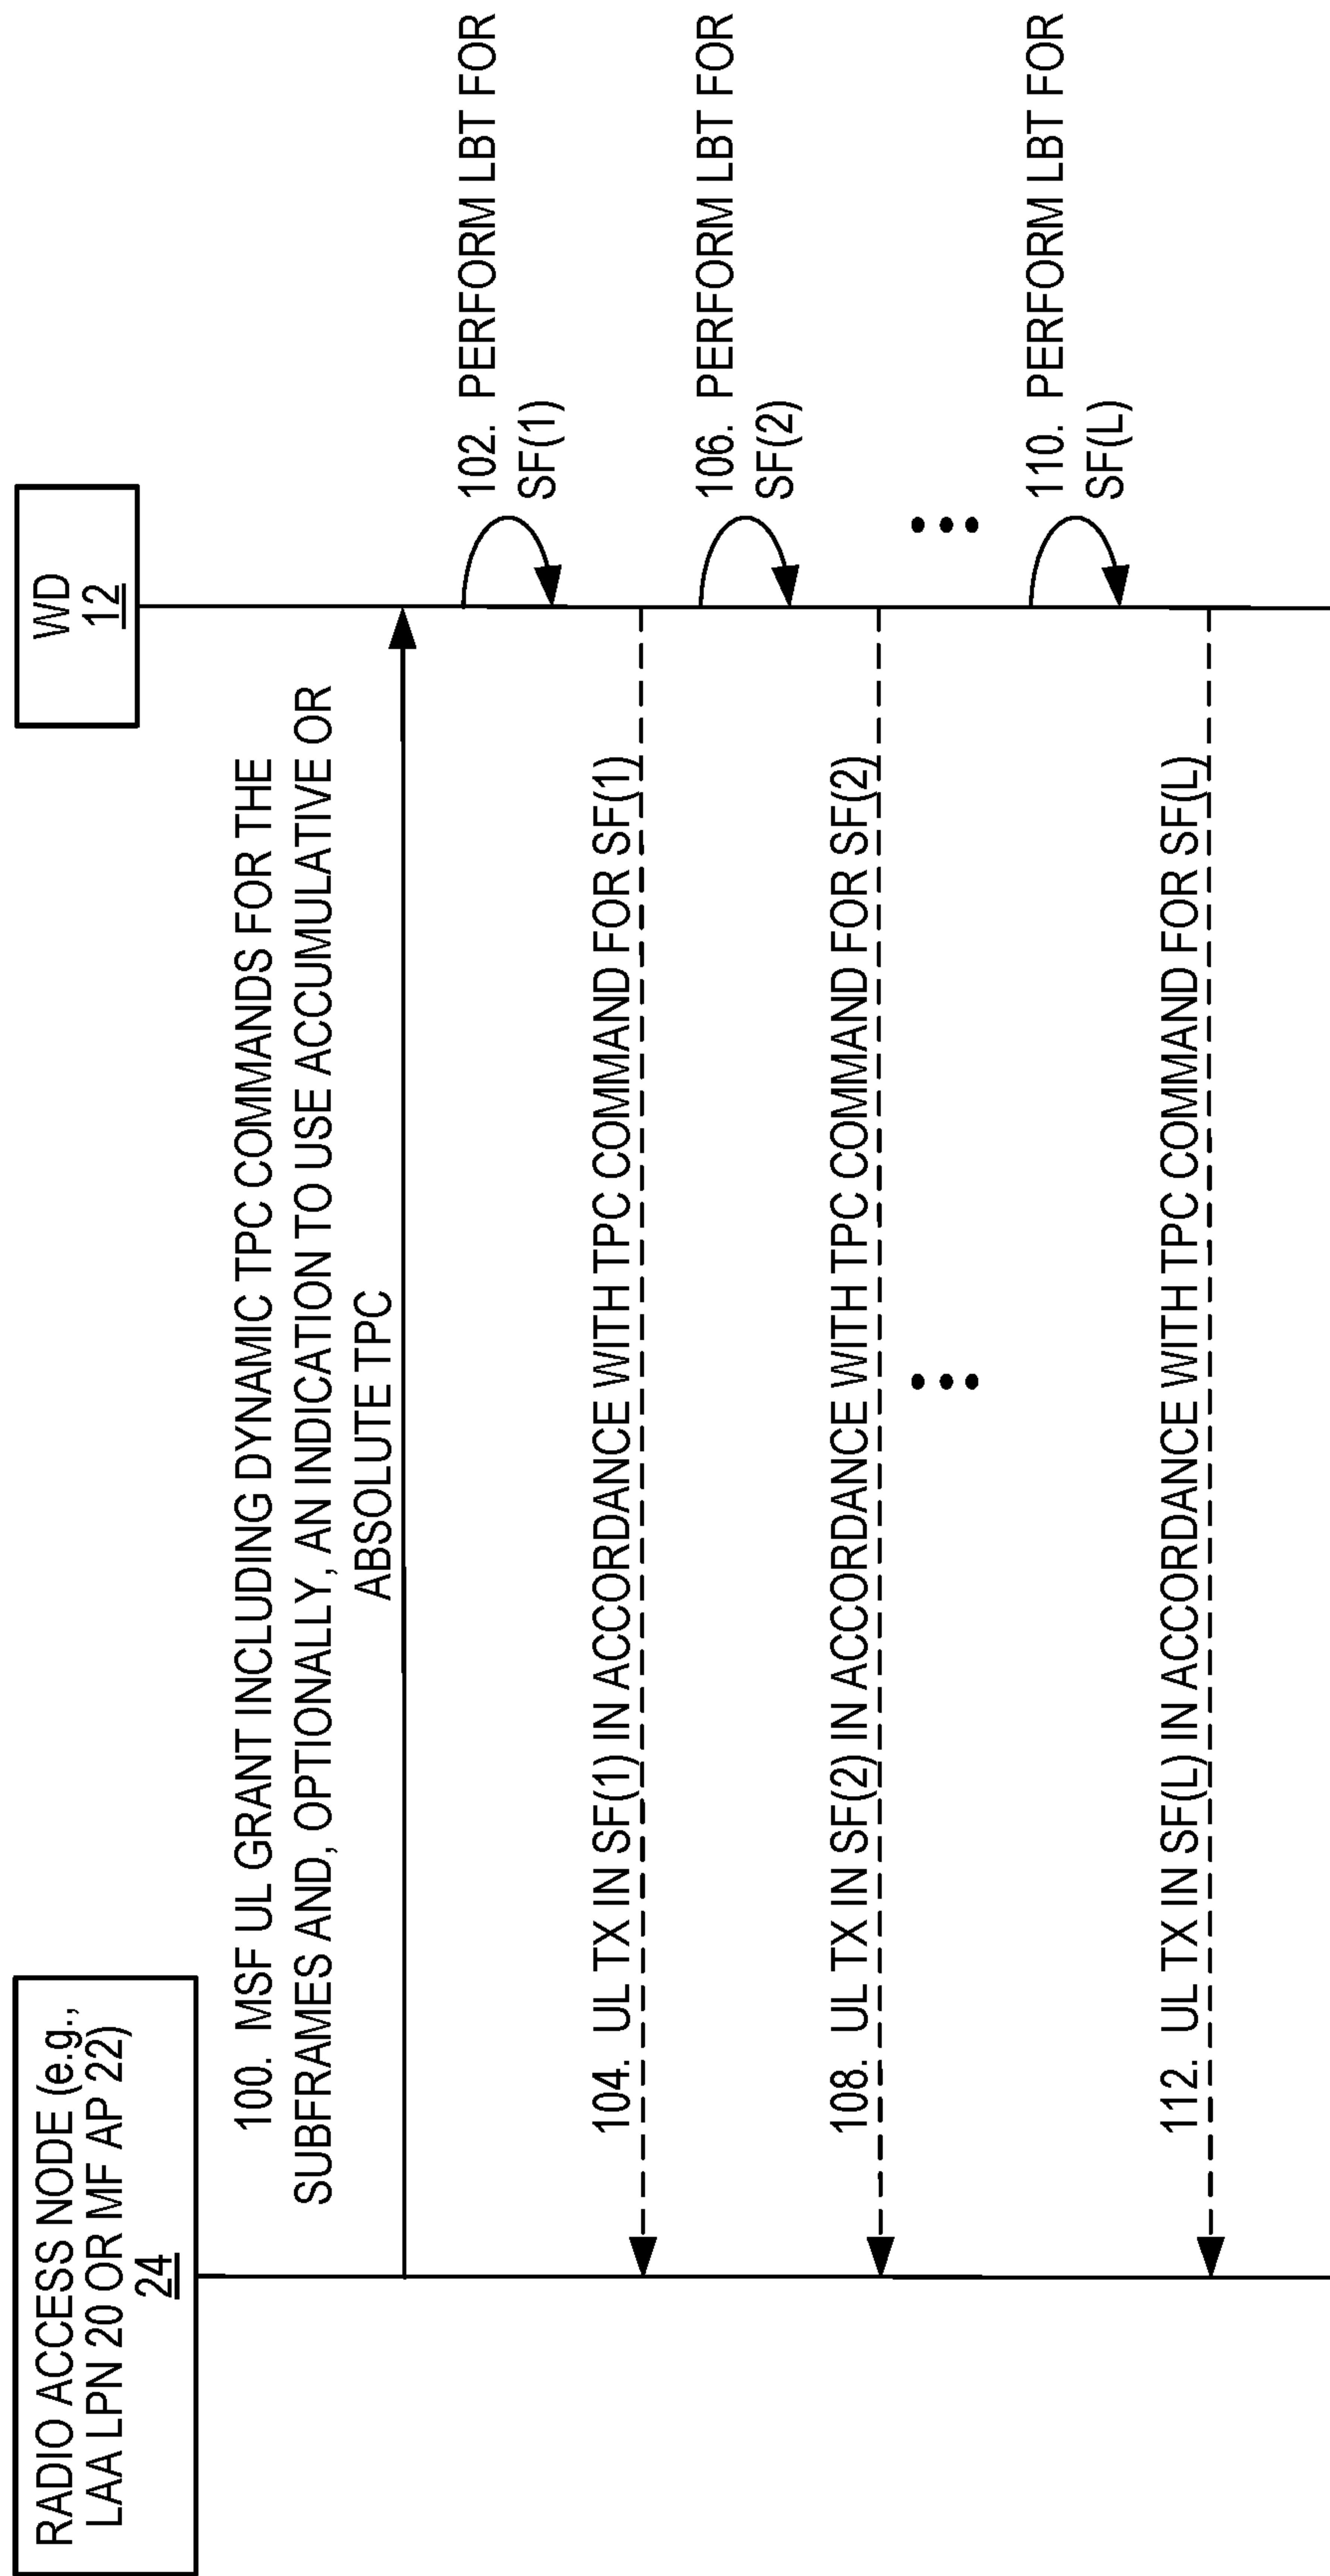 RADIO ACCESS NODE (e.g.,
LAA LPN 20 OR MF AP 22)
24
WD
12
100. MSF UL GRANT INCLUDING DYNAMIC TPC COMMANDS FOR THE
SUBFRAMES AND, OPTIONALLY, AN INDICATION TO USE ACCUMULATIVE OR
ABSOLUTE TPC
102. PERFORM LBT FOR
SF(1)
104. UL TX IN SF(1) IN ACCORDANCE WITH TPC COMMAND FOR SF(1)
106. PERFORM LBT FOR
SF(2)
108. UL TX IN SF(2) IN ACCORDANCE WITH TPC COMMAND FOR SF(2)
110. PERFORM LBT FOR
SF(L)
112. UL TX IN SF(L) IN ACCORDANCE WITH TPC COMMAND FOR SF(L)